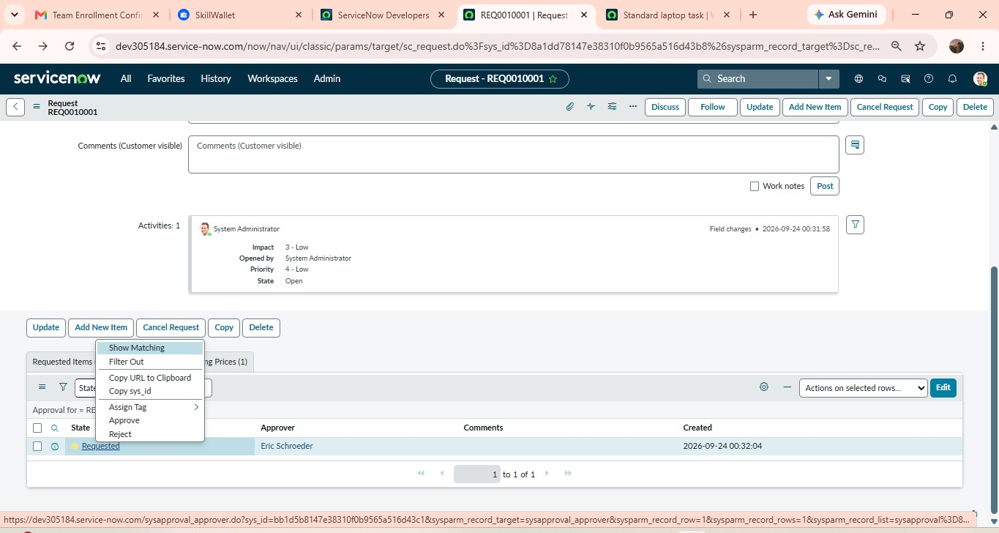 Team Enrollment Confir
SkillWallet
ServiceNow Developers
REQ0010001 | Request
Standard laptop task |
Ask Gemini
dev305184.service-now.com/now/nav/ui/classic/params/target/sc_request.do%3Fsys_id%3D8a1dd78147e38310f0b9565a516d43b8%26sysparm_record_target%3Dsc_re...
servicenow
All
Favorites
History
Workspaces
Admin
Request - REQ0010001
Search
Request
REQ0010001
Discuss
Follow
Update
Add New Item
Cancel Request
Copy
Delete
Comments (Customer visible)
Comments (Customer visible)
Work notes
Post
Activities: 1
System Administrator
Field changes • 2026-09-24 00:31:58
Impact 3 - Low
Opened by System Administrator
Priority 4 - Low
State Open
Update
Add New Item
Cancel Request
Copy
Delete
Show Matching
Filter Out
Copy URL to Clipboard
Copy sys_id
Assign Tag
Approve
Reject
Requested Items
ng Prices (1)
State
Actions on selected rows...
Edit
Approval for = RE
State
Approver
Comments
Created
Requested
Eric Schroeder
2026-09-24 00:32:04
1 to 1 of 1
https://dev305184.service-now.com/sysapproval_approver.do?sys_id=bb1d5b8147e38310f0b9565a516d43c1&sysparm_record_target=sysapproval_approver&sysparm_record_row=1&sysparm_record_rows=1&sysparm_record_list=sysapproval%3D8...